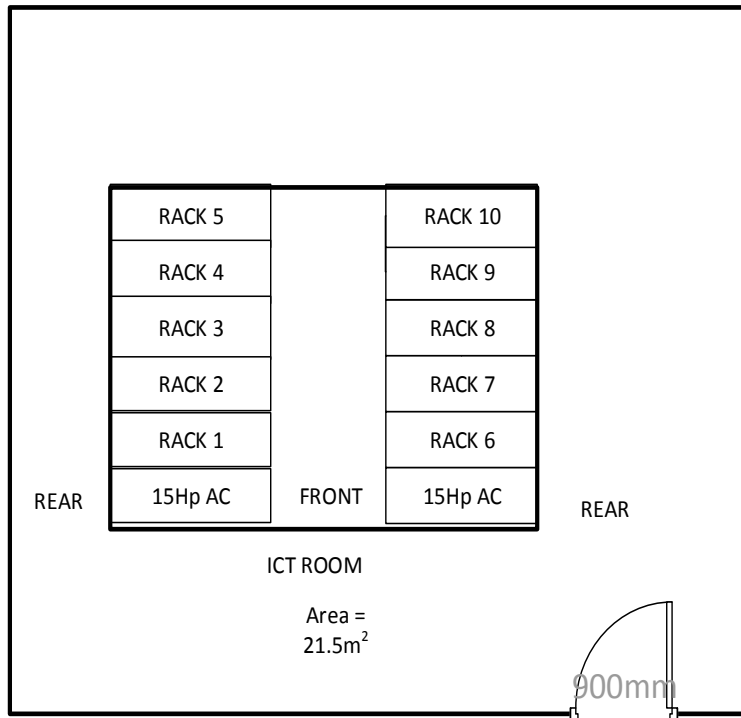 RACK 5
RACK 10
RACK 4
RACK 9
RACK 3
RACK 8
RACK 2
RACK 7
RACK 1
RACK 6
REAR
15Hp AC
FRONT
15Hp AC
REAR
ICT ROOM
Area =
21.5m²
900mm